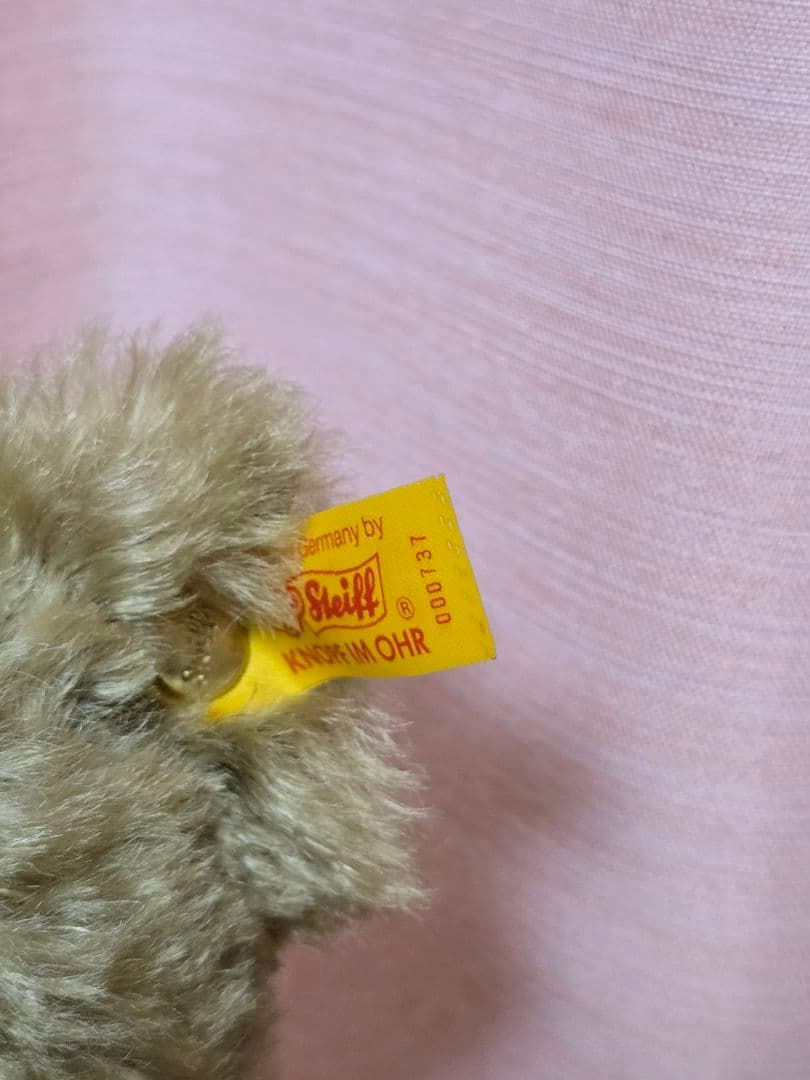 Germany by
Steiff ®
KNOPF IM OHR
000737